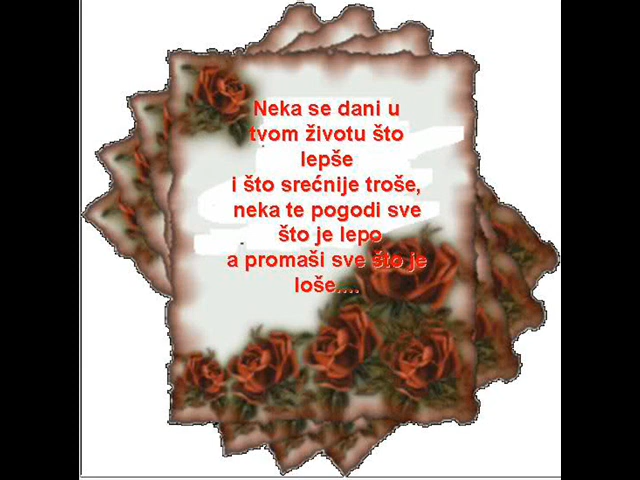 Neka se dani u
tvom životu što
lepše
i što srećnije troše,
neka te pogodi sve
što je lepo
a promaši sve što je
loše....